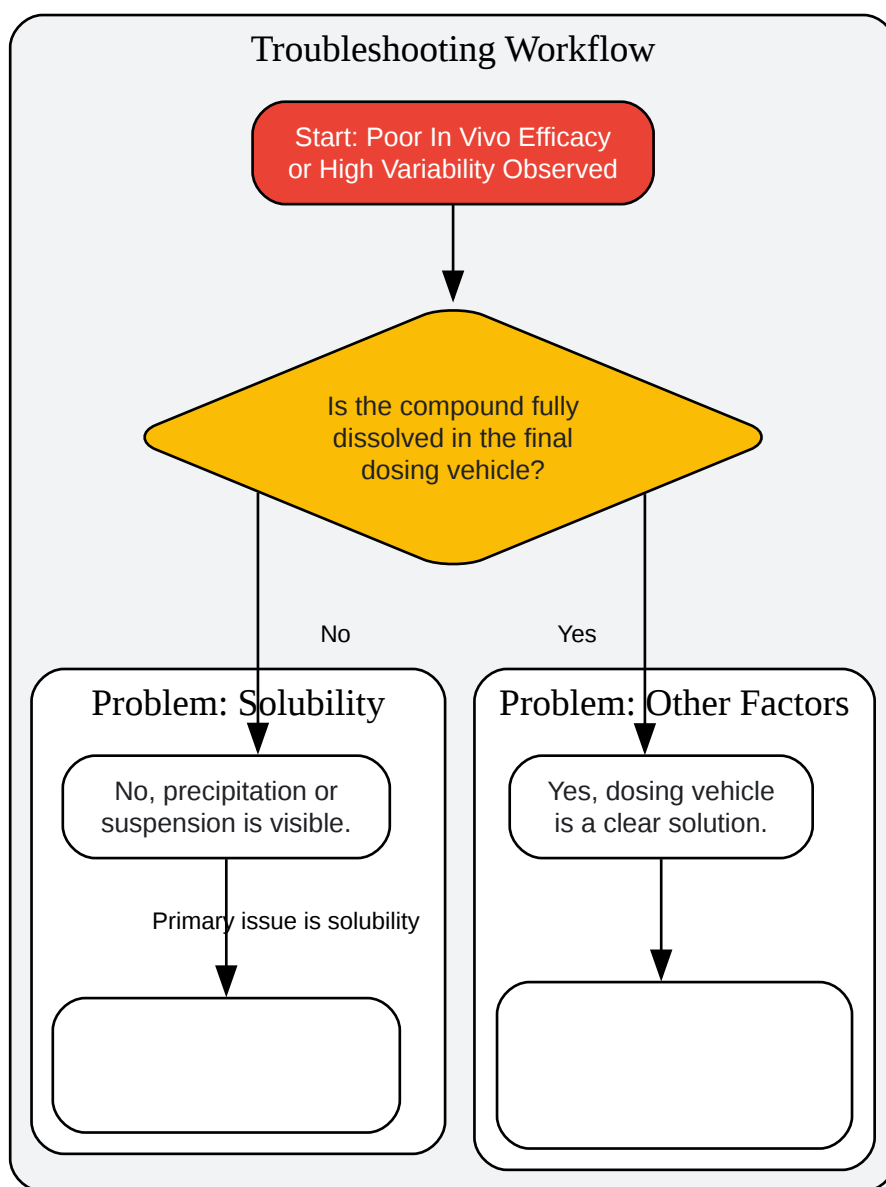 Troubleshooting Workflow
Start: Poor In Vivo Efficacy
or High Variability Observed
Is the compound fully
dissolved in the final
dosing vehicle?
No
Yes
Problem: Solubility
Problem: Other Factors
No, precipitation or
suspension is visible.
Yes, dosing vehicle
is a clear solution.
Primary issue is solubility